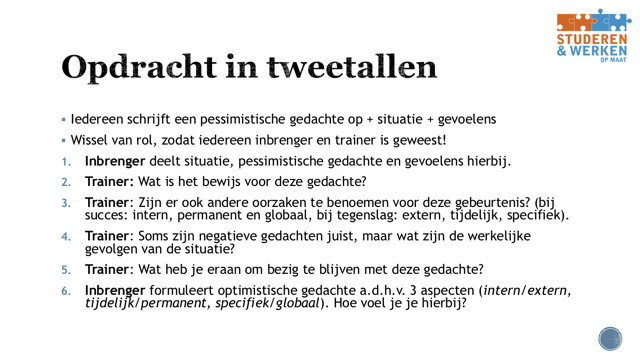 STUDEREN
& WERKEN
OP MAAT
Opdracht in tweetallen
▪ Iedereen schrijft een pessimistische gedachte op + situatie + gevoelens
▪ Wissel van rol, zodat iedereen inbrenger en trainer is geweest!
1. Inbrenger deelt situatie, pessimistische gedachte en gevoelens hierbij.
2. Trainer: Wat is het bewijs voor deze gedachte?
3. Trainer: Zijn er ook andere oorzaken te benoemen voor deze gebeurtenis? (bij
succes: intern, permanent en globaal, bij tegenslag: extern, tijdelijk, specifiek).
4. Trainer: Soms zijn negatieve gedachten juist, maar wat zijn de werkelijke
gevolgen van de situatie?
5. Trainer: Wat heb je eraan om bezig te blijven met deze gedachte?
6. Inbrenger formuleert optimistische gedachte a.d.h.v. 3 aspecten (intern/extern,
tijdelijk/permanent, specifiek/globaal). Hoe voel je je hierbij?